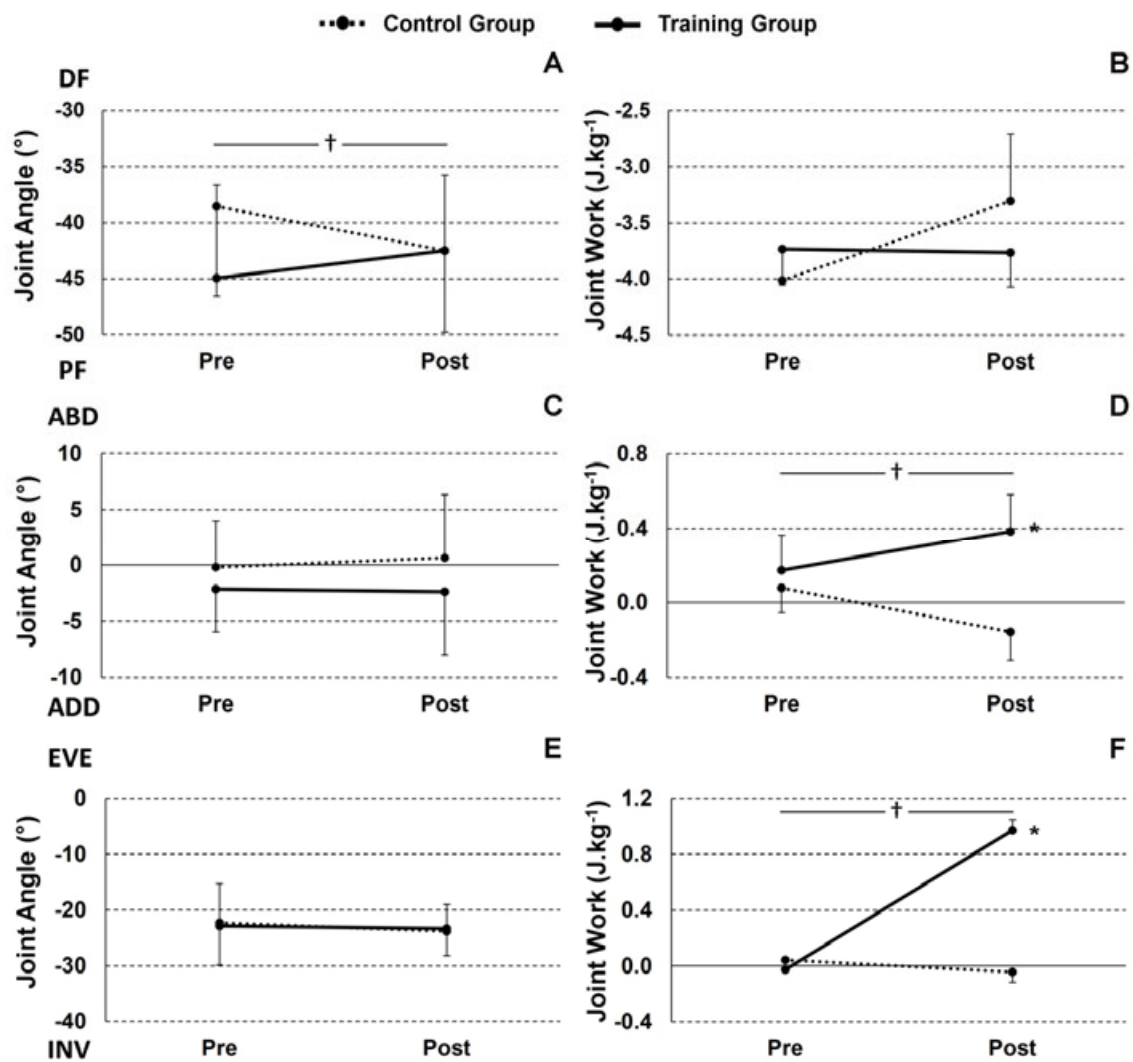 Control Group Training Group
A
DF
-30
-35
-40
-45
-50
Joint Angle (°)
†
Pre Post
PF
B
-2.5
-3.0
-3.5
-4.0
-4.5
Joint Work (J.kg-1)
Pre Post
C
ABD
10
5
0
-5
-10
Joint Angle (°)
Pre Post
ADD
D
0.8
0.4
0.0
-0.4
Joint Work (J.kg-1)
†
*
Pre Post
E
EVE
0
-10
-20
-30
-40
Joint Angle (°)
Pre Post
INV
F
1.2
0.8
0.4
0.0
-0.4
Joint Work (J.kg-1)
†
*
Pre Post